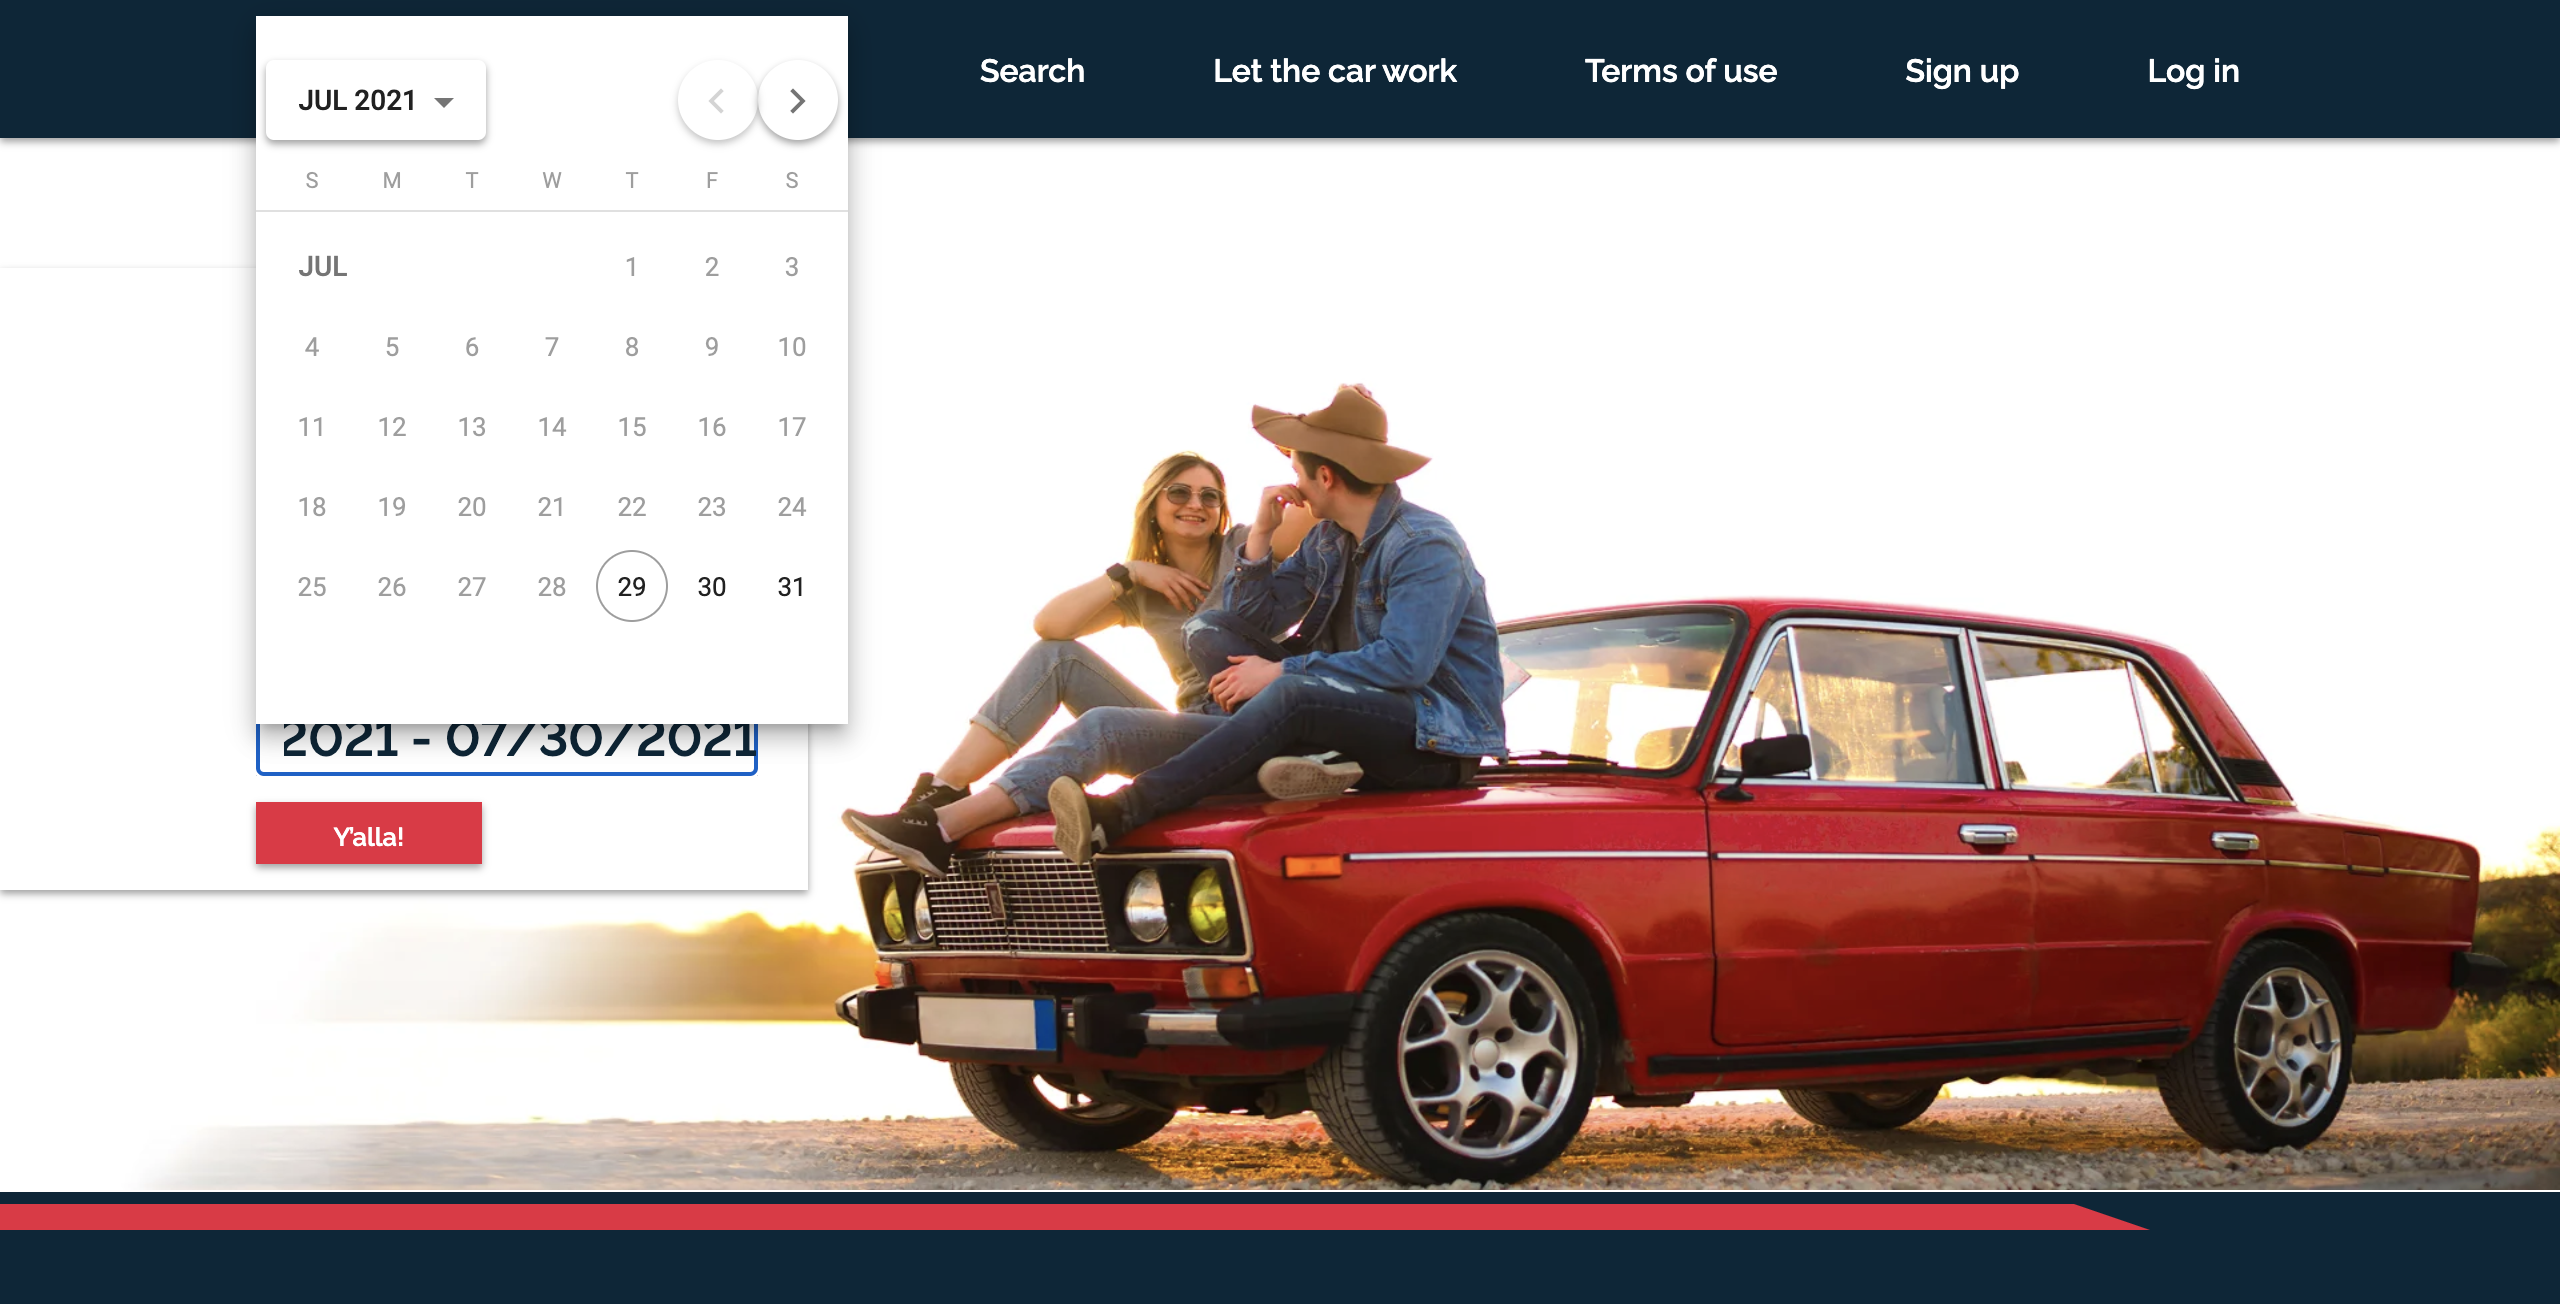 Search Let the car work Terms of use Sign up Log in
JUL 2021
S M T W T F S
JUL 1 2 3
4 5 6 7 8 9 10
11 12 13 14 15 16 17
18 19 20 21 22 23 24
25 26 27 28 29 30 31
2021 - 07/30/2021
Y'alla!